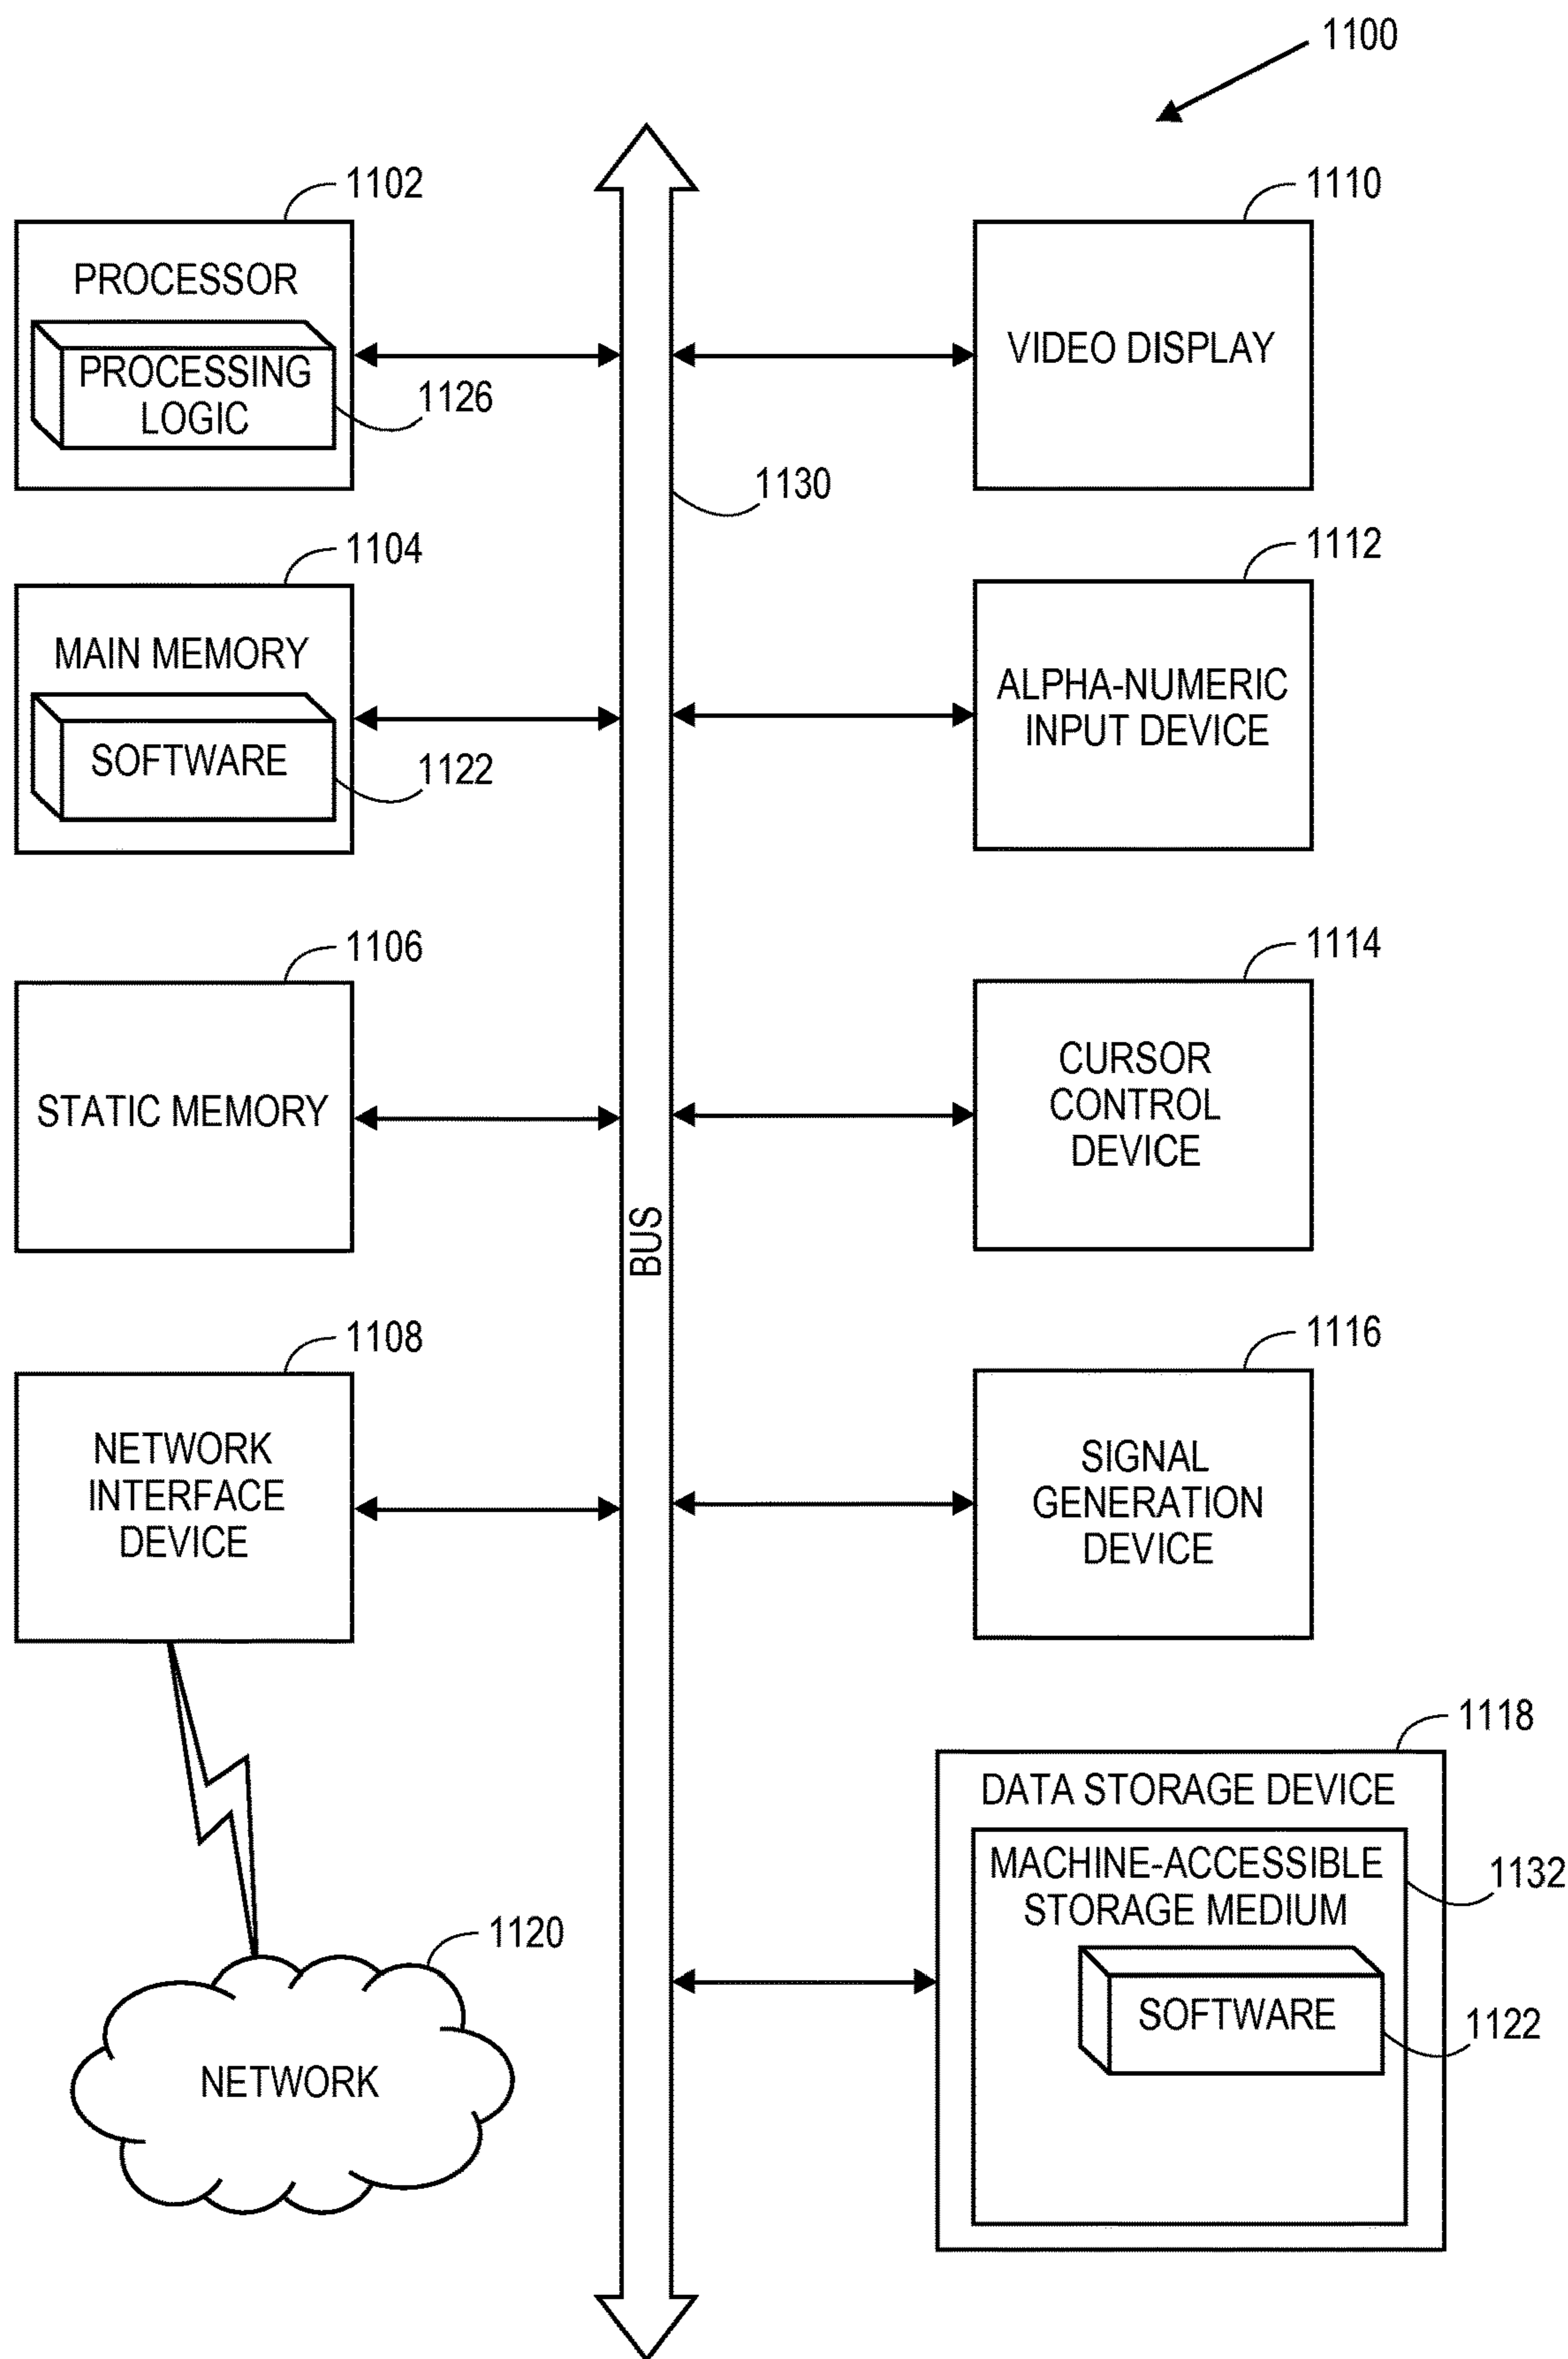 1100
1102
PROCESSOR
PROCESSING
LOGIC
1126
1110
VIDEO DISPLAY
1130
1104
MAIN MEMORY
SOFTWARE
1122
1112
ALPHA-NUMERIC
INPUT DEVICE
1106
STATIC MEMORY
1114
CURSOR
CONTROL
DEVICE
BUS
1108
NETWORK
INTERFACE
DEVICE
1116
SIGNAL
GENERATION
DEVICE
1120
NETWORK
1118
DATA STORAGE DEVICE
MACHINE-ACCESSIBLE
STORAGE MEDIUM
1132
SOFTWARE
1122